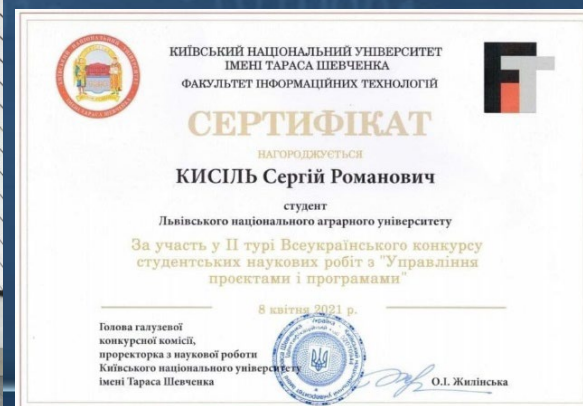 КИЇВСЬКИЙ НАЦІОНАЛЬНИЙ УНІВЕРСИТЕТ
ІМЕНІ ТАРАСА ШЕВЧЕНКА
ФАКУЛЬТЕТ ІНФОРМАЦІЙНИХ ТЕХНОЛОГІЙ
СЕРТИФІКАТ
НАГОРОДЖУЄТЬСЯ
КИСІЛЬ Сергій Романович
студент
Львівського національного аграрного університету
За участь у II турі Всеукраїнського конкурсу
студентських наукових робіт з "Управління
проєктами і програмами"
8 квітня 2021 р.
Голова галузевої
конкурсної комісії,
проректорка з наукової роботи
Київського національного університету
імені Тараса Шевченка
О.І. Жилінська